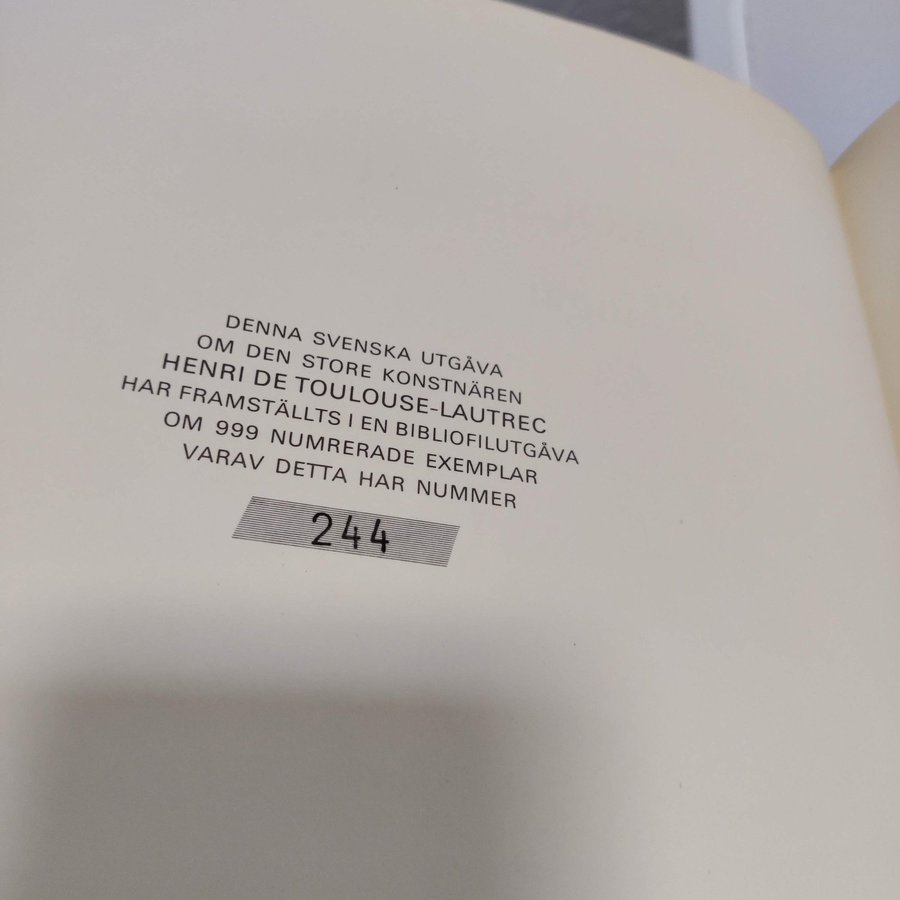 DENNA SVENSKA UTGÅVA
OM DEN STORE KONSTNÄREN
HENRI DE TOULOUSE-LAUTREC
HAR FRAMSTÄLLTS I EN BIBLIOFILUTGÅVA
OM 999 NUMRERADE EXEMPLAR
VARAV DETTA HAR NUMMER
244